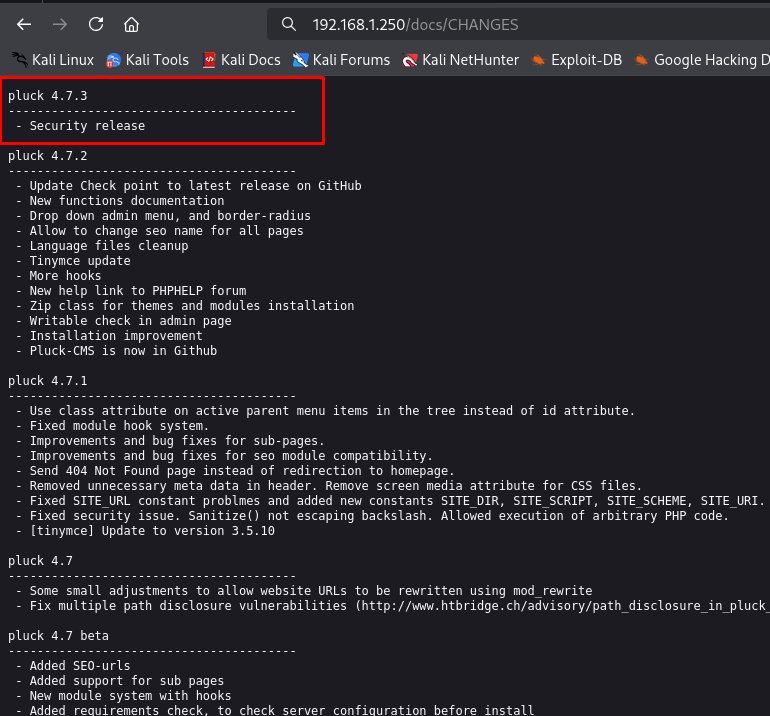 192.168.1.250/docs/CHANGES
Kali Linux Kali Tools Kali Docs Kali Forums Kali NetHunter Exploit-DB Google Hacking D
pluck 4.7.3
----------------------------------------
- Security release
pluck 4.7.2
----------------------------------------
- Update Check point to latest release on GitHub
- New functions documentation
- Drop down admin menu, and border-radius
- Allow to change seo name for all pages
- Language files cleanup
- Tinymce update
- More hooks
- New help link to PHPHELP forum
- Zip class for themes and modules installation
- Writable check in admin page
- Installation improvement
- Pluck-CMS is now in Github
pluck 4.7.1
----------------------------------------
- Use class attribute on active parent menu items in the tree instead of id attribute.
- Fixed module hook system.
- Improvements and bug fixes for sub-pages.
- Improvements and bug fixes for seo module compatibility.
- Send 404 Not Found page instead of redirection to homepage.
- Removed unnecessary meta data in header. Remove screen media attribute for CSS files.
- Fixed SITE_URL constant problmes and added new constants SITE_DIR, SITE_SCRIPT, SITE_SCHEME, SITE_URI.
- Fixed security issue. Sanitize() not escaping backslash. Allowed execution of arbitrary PHP code.
- [tinymce] Update to version 3.5.10
pluck 4.7
----------------------------------------
- Some small adjustments to allow website URLs to be rewritten using mod_rewrite
- Fix multiple path disclosure vulnerabilities (http://www.htbridge.ch/advisory/path_disclosure_in_pluck_
pluck 4.7 beta
----------------------------------------
- Added SEO-urls
- Added support for sub pages
- New module system with hooks
- Added requirements check, to check server configuration before install